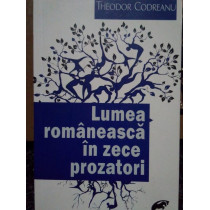 THEODOR CODREANU
Lumea
românească
în zece
prozatori